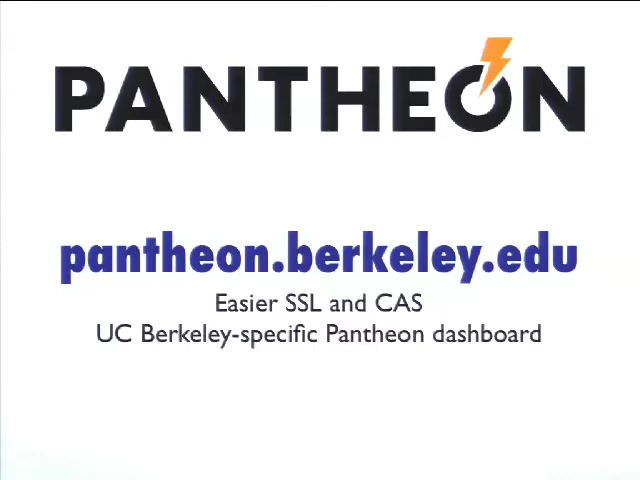 PANTHEON
pantheon.berkeley.edu
Easier SSL and CAS
UC Berkeley-specific Pantheon dashboard